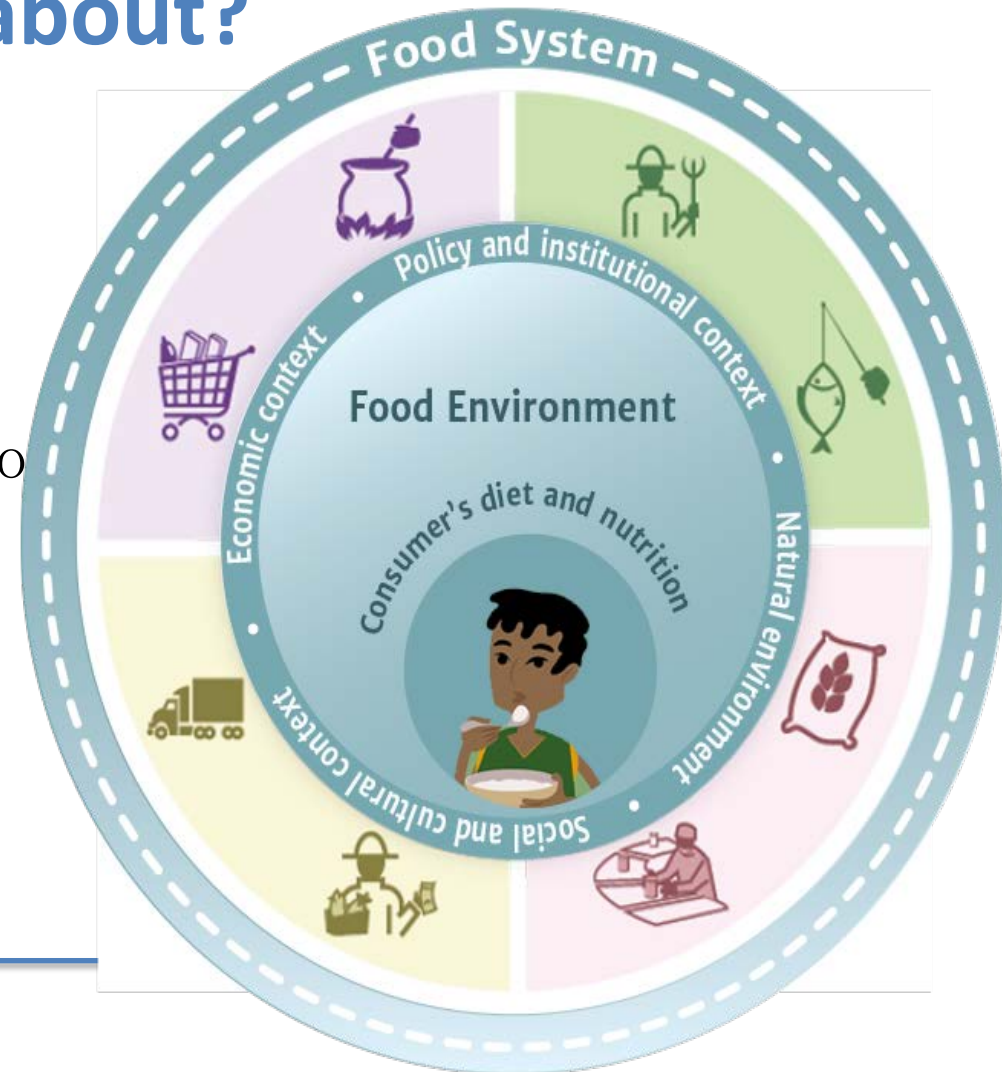 about?
Food System
Policy and institutional context
Economic context
Natural environment
Social and cultural context
Food Environment
Consumer's diet and nutrition
o